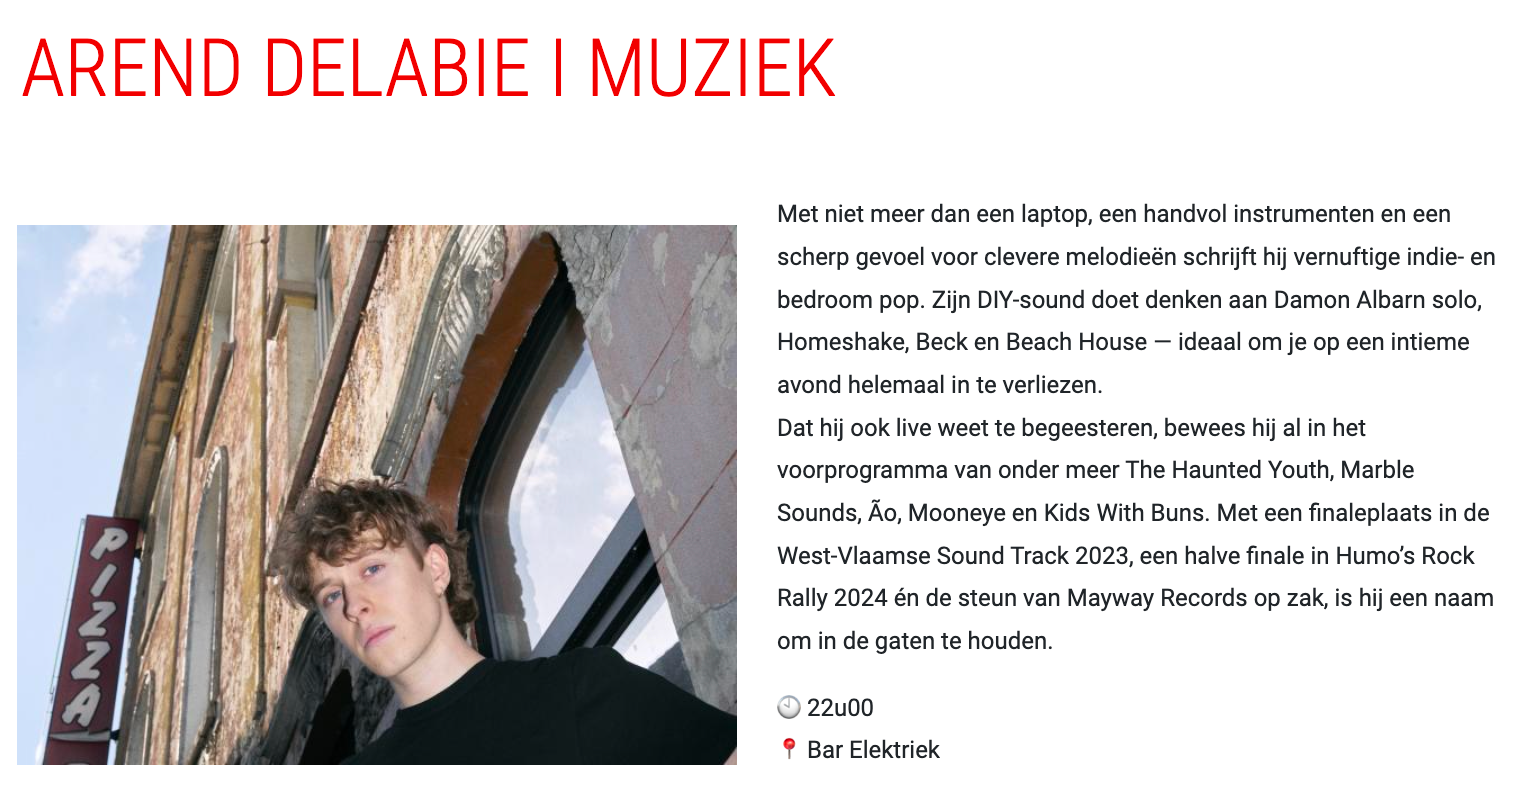 AREND DELABIE I MUZIEK
Met niet meer dan een laptop, een handvol instrumenten en een
scherp gevoel voor clevere melodieën schrijft hij vernuftige indie- en
bedroom pop. Zijn DIY-sound doet denken aan Damon Albarn solo,
Homeshake, Beck en Beach House — ideaal om je op een intieme
avond helemaal in te verliezen.
Dat hij ook live weet te begeesteren, bewees hij al in het
voorprogramma van onder meer The Haunted Youth, Marble
Sounds, Ão, Mooneye en Kids With Buns. Met een finaleplaats in de
West-Vlaamse Sound Track 2023, een halve finale in Humo’s Rock
Rally 2024 én de steun van Mayway Records op zak, is hij een naam
om in de gaten te houden.
🕙 22u00
📍 Bar Elektriek
PIZZA